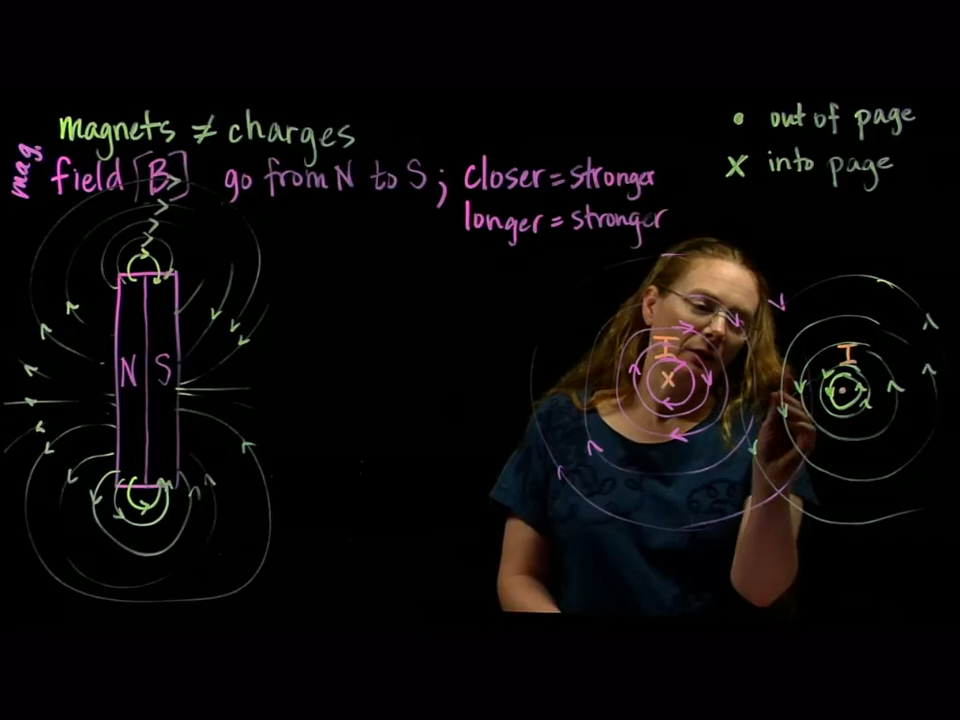 magnets ≠ charges
mag. field [B] go from N to S; closer = stronger
longer = stronger
• out of page
x into page
N S
I
x
I